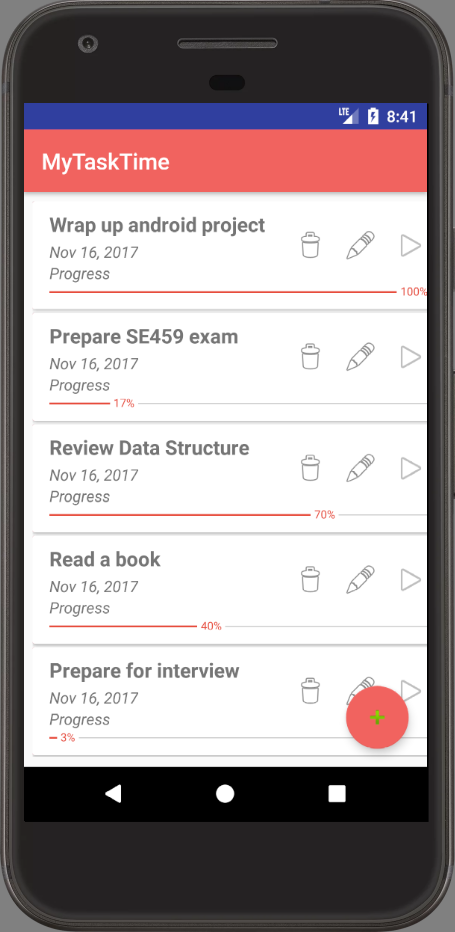 LTE 8:41
MyTaskTime
Wrap up android project
Nov 16, 2017
Progress
100%
Prepare SE459 exam
Nov 16, 2017
Progress
17%
Review Data Structure
Nov 16, 2017
Progress
70%
Read a book
Nov 16, 2017
Progress
40%
Prepare for interview
Nov 16, 2017
Progress
3%
+